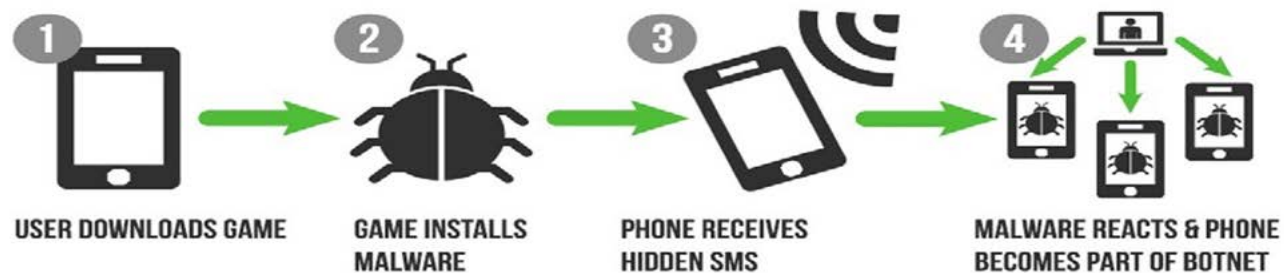 1
2
3
4
USER DOWNLOADS GAME
GAME INSTALLS
MALWARE
PHONE RECEIVES
HIDDEN SMS
MALWARE REACTS & PHONE
BECOMES PART OF BOTNET